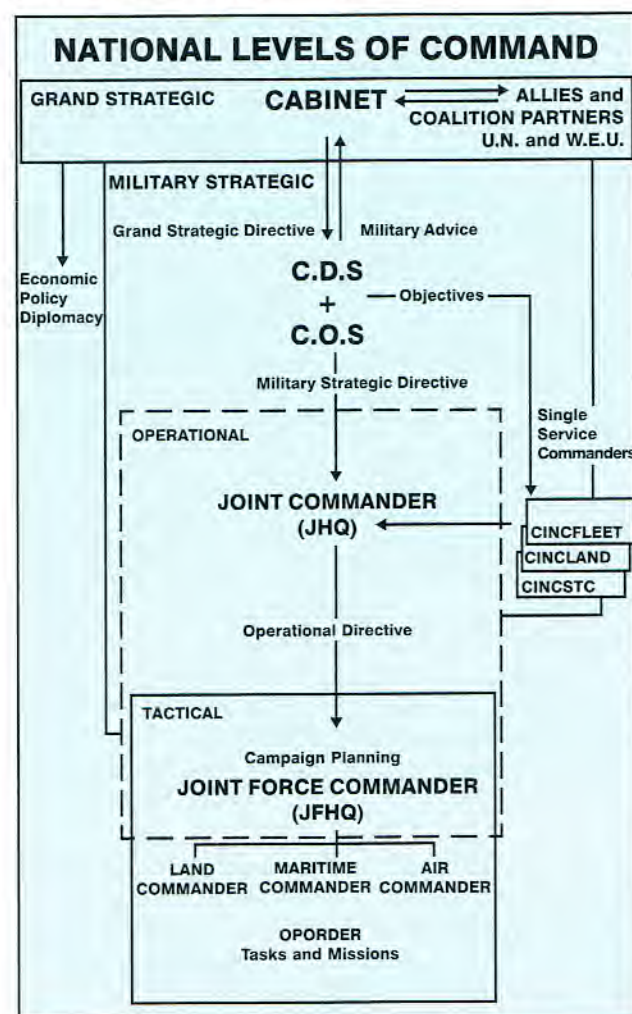 NATIONAL LEVELS OF COMMAND
GRAND STRATEGIC
CABINET
ALLIES and
COALITION PARTNERS
U.N. and W.E.U.
MILITARY STRATEGIC
Grand Strategic Directive
Military Advice
Economic
Policy
Diplomacy
C.D.S
+
C.O.S
Objectives
Military Strategic Directive
Single
Service
Commanders
OPERATIONAL
JOINT COMMANDER
(JHQ)
CINCFLEET
CINCLAND
CINCSTC
Operational Directive
TACTICAL
Campaign Planning
JOINT FORCE COMMANDER
(JFHQ)
LAND
COMMANDER
MARITIME
COMMANDER
AIR
COMMANDER
OPORDER
Tasks and Missions